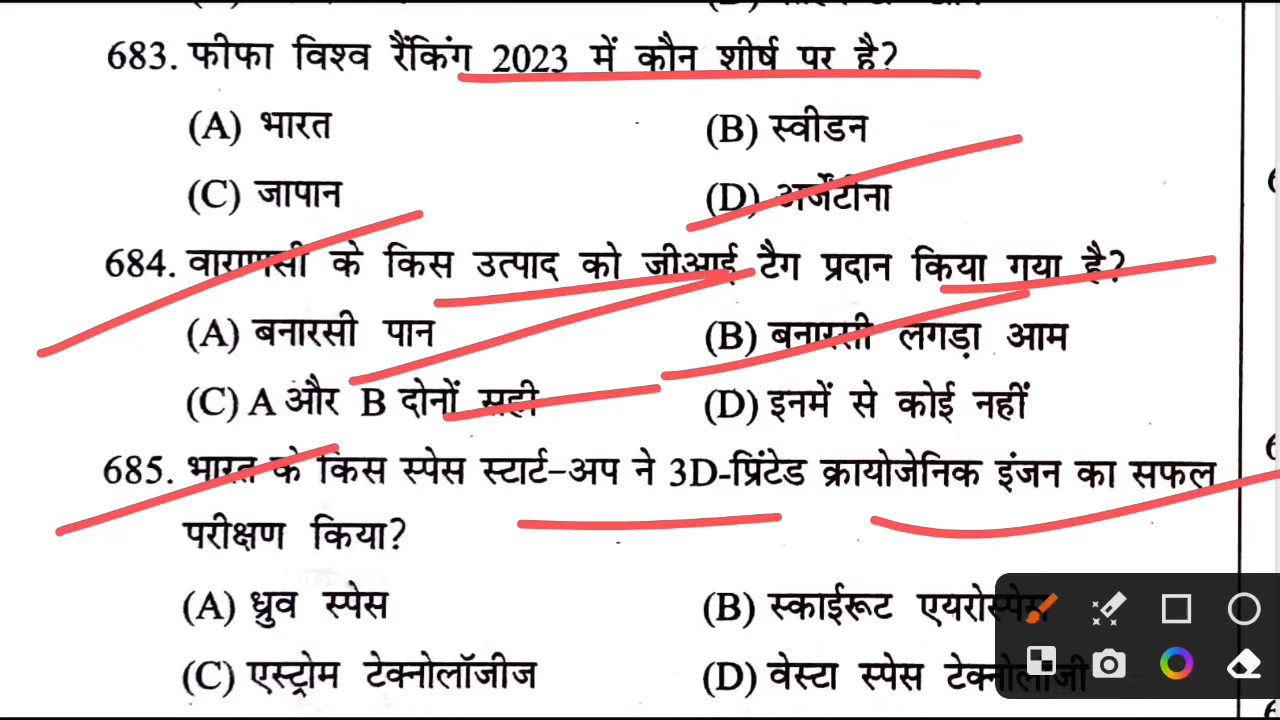 683. फीफा विश्व रैंकिंग 2023 में कौन शीर्ष पर है?
(A) भारत (B) स्वीडन
(C) जापान (D) अर्जेंटीना
684. वाराणसी के किस उत्पाद को जीआई टैग प्रदान किया गया है?
(A) बनारसी पान (B) बनारसी लगड़ा आम
(C) A और B दोनों सही (D) इनमें से कोई नहीं
685. भारत के किस स्पेस स्टार्ट-अप ने 3D-प्रिंटेड क्रायोजेनिक इंजन का सफल
परीक्षण किया?
(A) ध्रुव स्पेस (B) स्काईरूट एयरोस्पेस
(C) एस्ट्रोम टेक्नोलॉजीज (D) वेस्टा स्पेस टेक्नोलॉजी